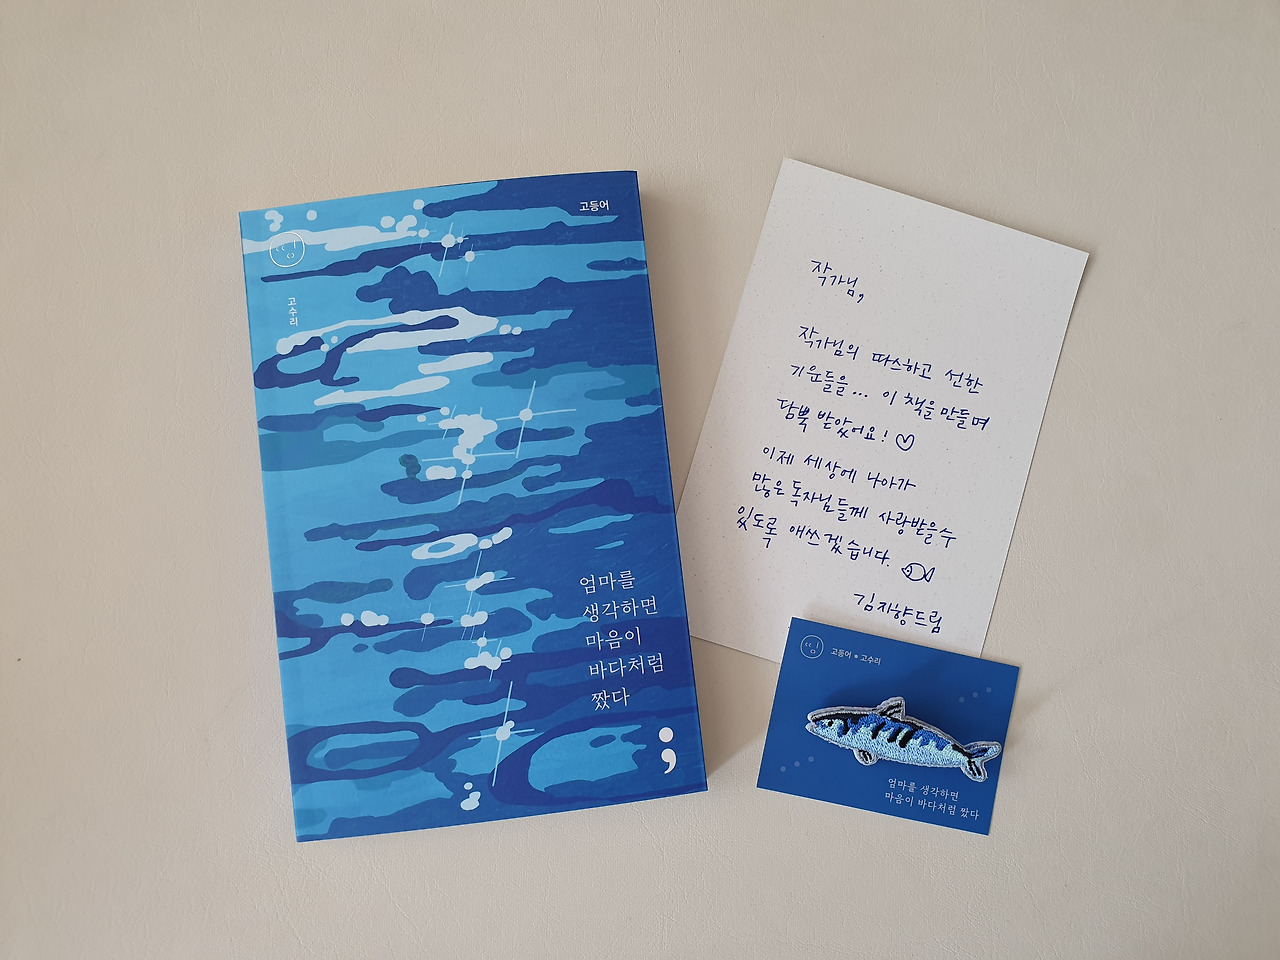 고등어
띵
고수리
엄마를
생각하면
마음이
바다처럼
짰다
;
작가님,
작가님의 따스하고 선한
기운들을... 이 책을 만들며
담뿍 받았어요! ♡
이제 세상에 나아가
많은 독자님들께 사랑받을수
있도록 애쓰겠습니다.
김지향드림
띵
고등어 ● 고수리
엄마를 생각하면
마음이 바다처럼 짰다